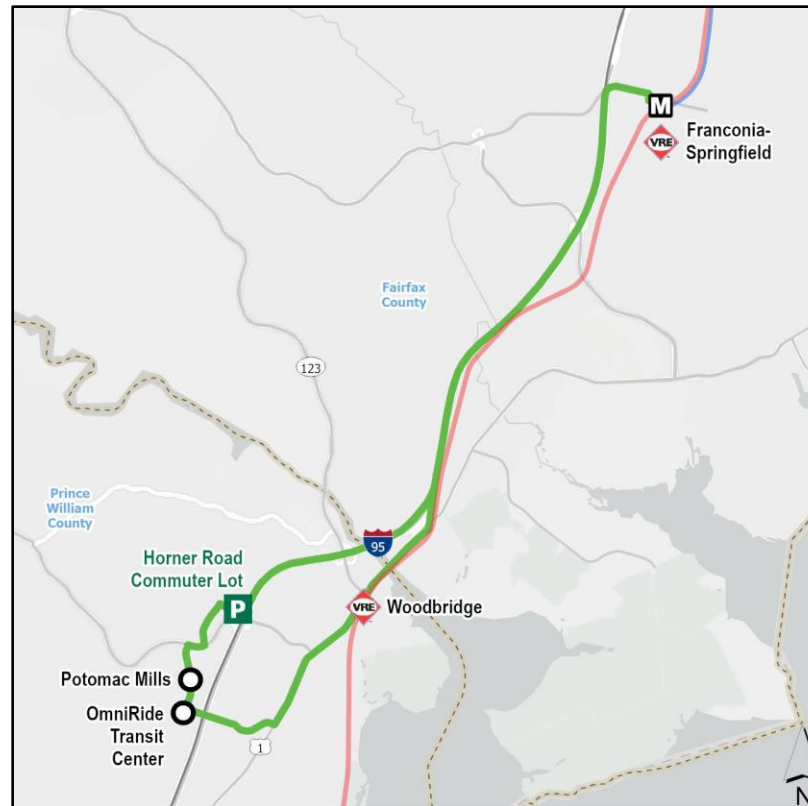 M
VRE
Franconia-
Springfield
Fairfax
County
123
Prince
William
County
95
Horner Road
Commuter Lot
P
VRE
Woodbridge
Potomac Mills
OmniRide
Transit
Center
1
N